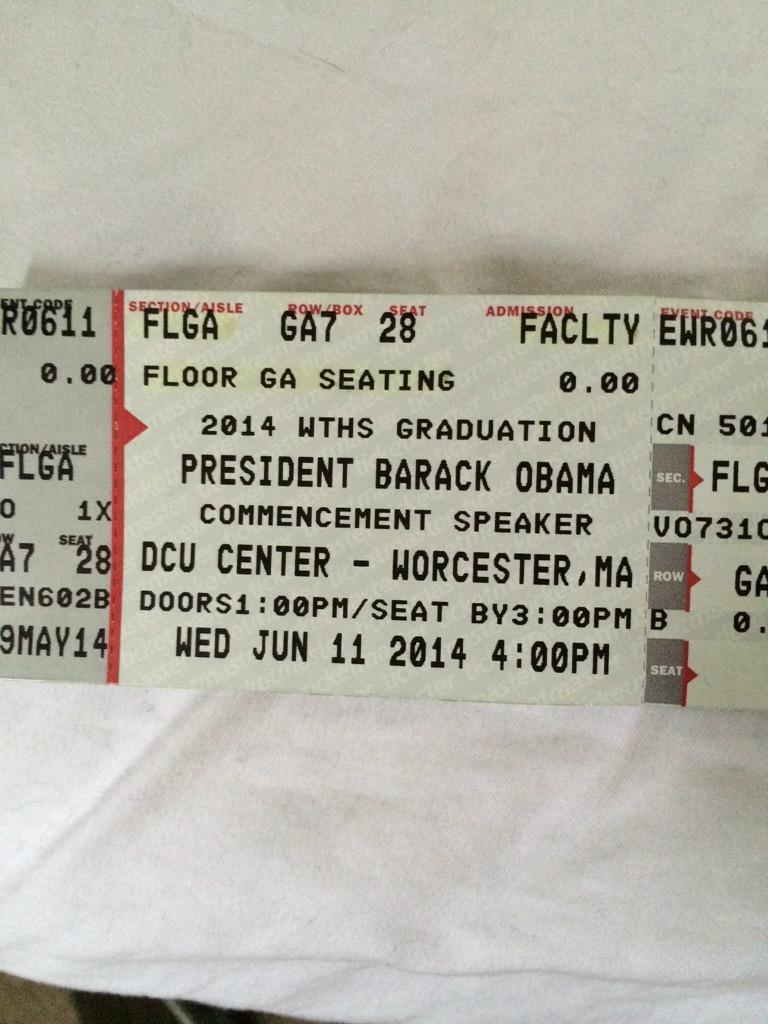 ENT CODE
R0611
0.00
CTION/AISLE
FLGA
O 1X
W SEAT
A7 28
EN602B
9MAY14
SECTION/AISLE ROW/BOX SEAT ADMISSION
FLGA GA7 28 FACLTY
FLOOR GA SEATING 0.00
2014 WTHS GRADUATION
PRESIDENT BARACK OBAMA
COMMENCEMENT SPEAKER
DCU CENTER - WORCESTER,MA
DOORS1:00PM/SEAT BY3:00PM
WED JUN 11 2014 4:00PM
EVENT CODE
EWR061
CN 501
SEC. FLG
VO731C
ROW GA
B 0.
SEAT